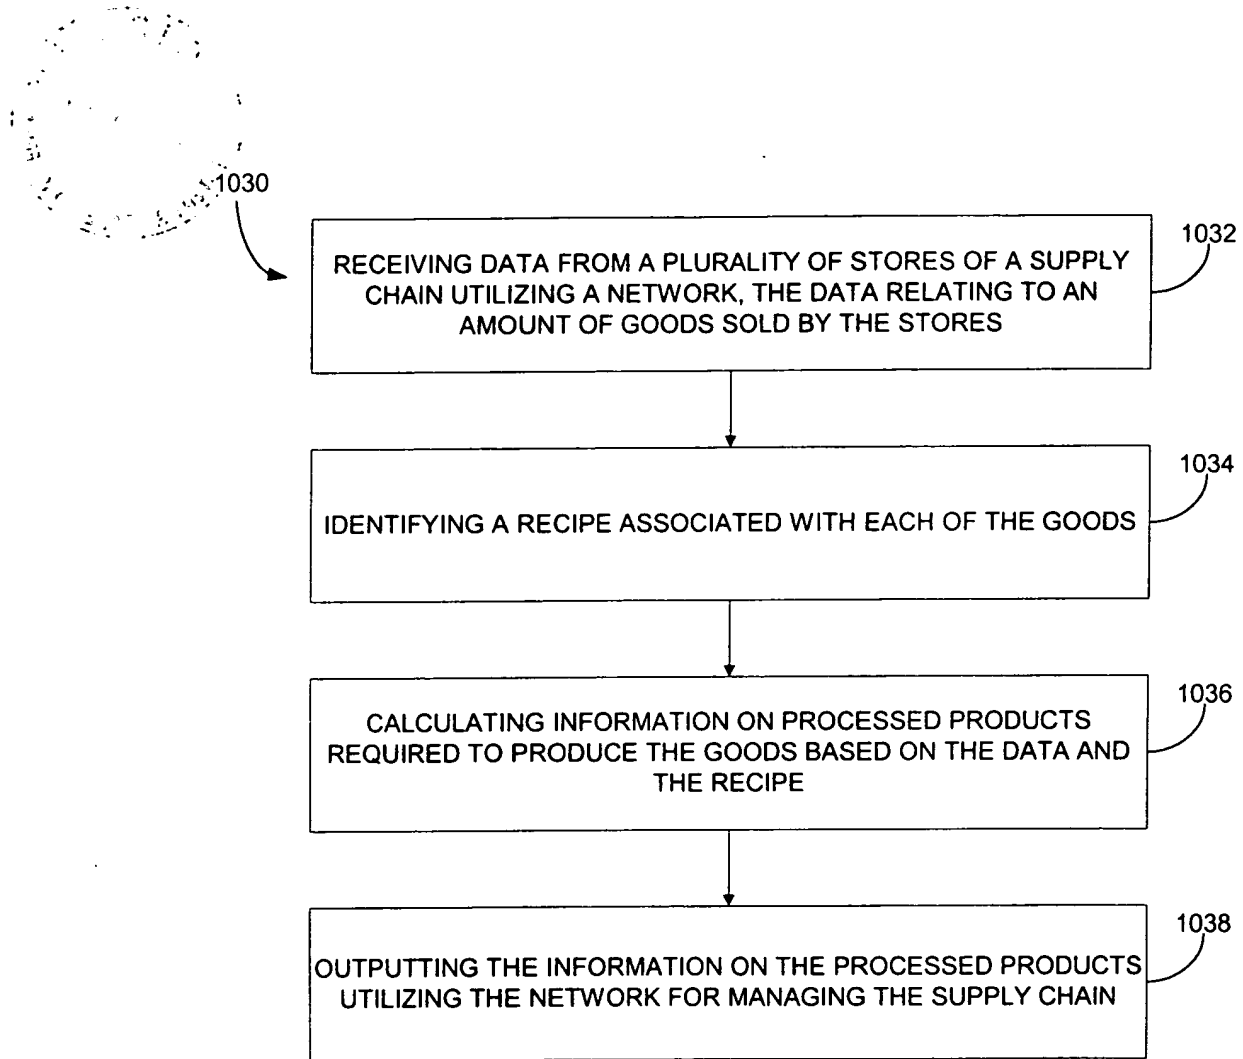 1030
1032
RECEIVING DATA FROM A PLURALITY OF STORES OF A SUPPLY
CHAIN UTILIZING A NETWORK, THE DATA RELATING TO AN
AMOUNT OF GOODS SOLD BY THE STORES
1034
IDENTIFYING A RECIPE ASSOCIATED WITH EACH OF THE GOODS
1036
CALCULATING INFORMATION ON PROCESSED PRODUCTS
REQUIRED TO PRODUCE THE GOODS BASED ON THE DATA AND
THE RECIPE
1038
OUTPUTTING THE INFORMATION ON THE PROCESSED PRODUCTS
UTILIZING THE NETWORK FOR MANAGING THE SUPPLY CHAIN